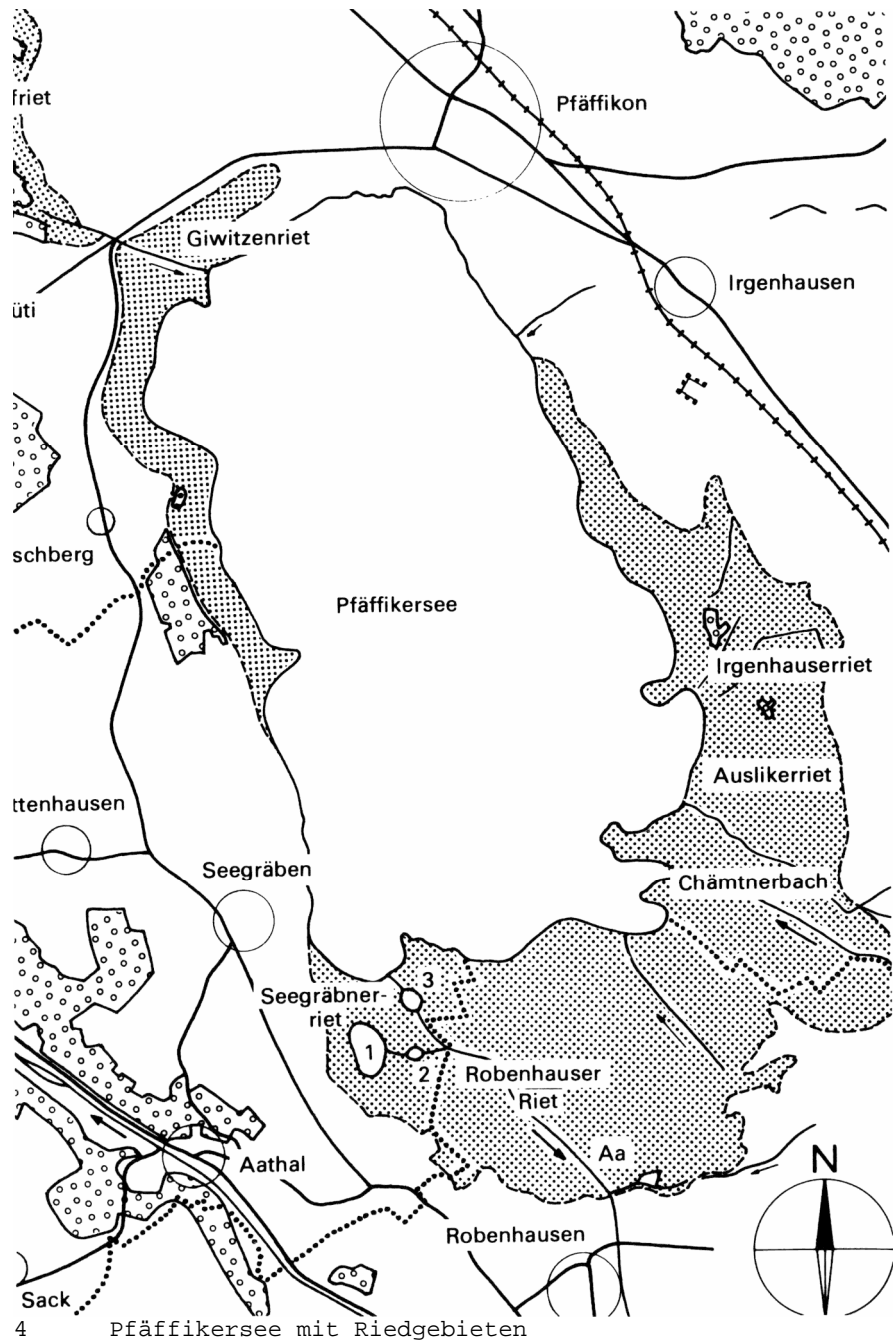 friet
Pfäffikon
Giwitzenriet
Irgenhausen
üti
schberg
Pfäffikersee
Irgenhauserriet
Auslikerriet
ttenhausen
Seegräben
Chämtnerbach
3
Seegräbner-
riet
1
2
Robenhauser
Riet
Aa
Aathal
N
Robenhausen
Sack
4 Pfäffikersee mit Riedgebieten